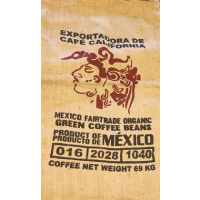 EXPORTADORA DE
CAFÉ CALIFORNIA
MEXICO FAIRTRADE ORGANIC
GREEN COFFEE BEANS
PRODUCT OF
PRODUCTO DE MÉXICO
016 2028 1040
COFFEE NET WEIGHT 69 KG